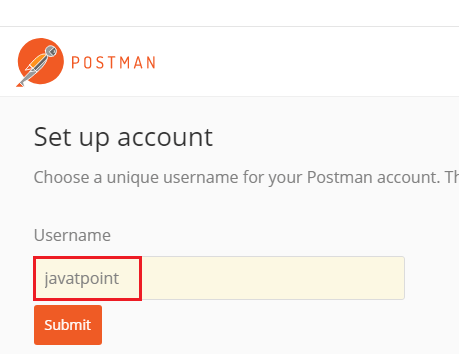 POSTMAN
Set up account
Choose a unique username for your Postman account. Th
Username
javatpoint
Submit